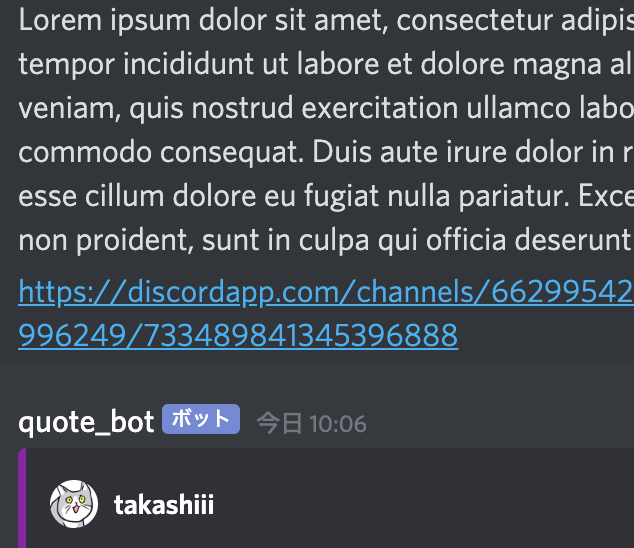 Lorem ipsum dolor sit amet, consectetur adipis
tempor incididunt ut labore et dolore magna al
veniam, quis nostrud exercitation ullamco labo
commodo consequat. Duis aute irure dolor in r
esse cillum dolore eu fugiat nulla pariatur. Exce
non proident, sunt in culpa qui officia deserunt
https://discordapp.com/channels/66299542
996249/733489841345396888
quote_bot ボット 今日 10:06
takashiii